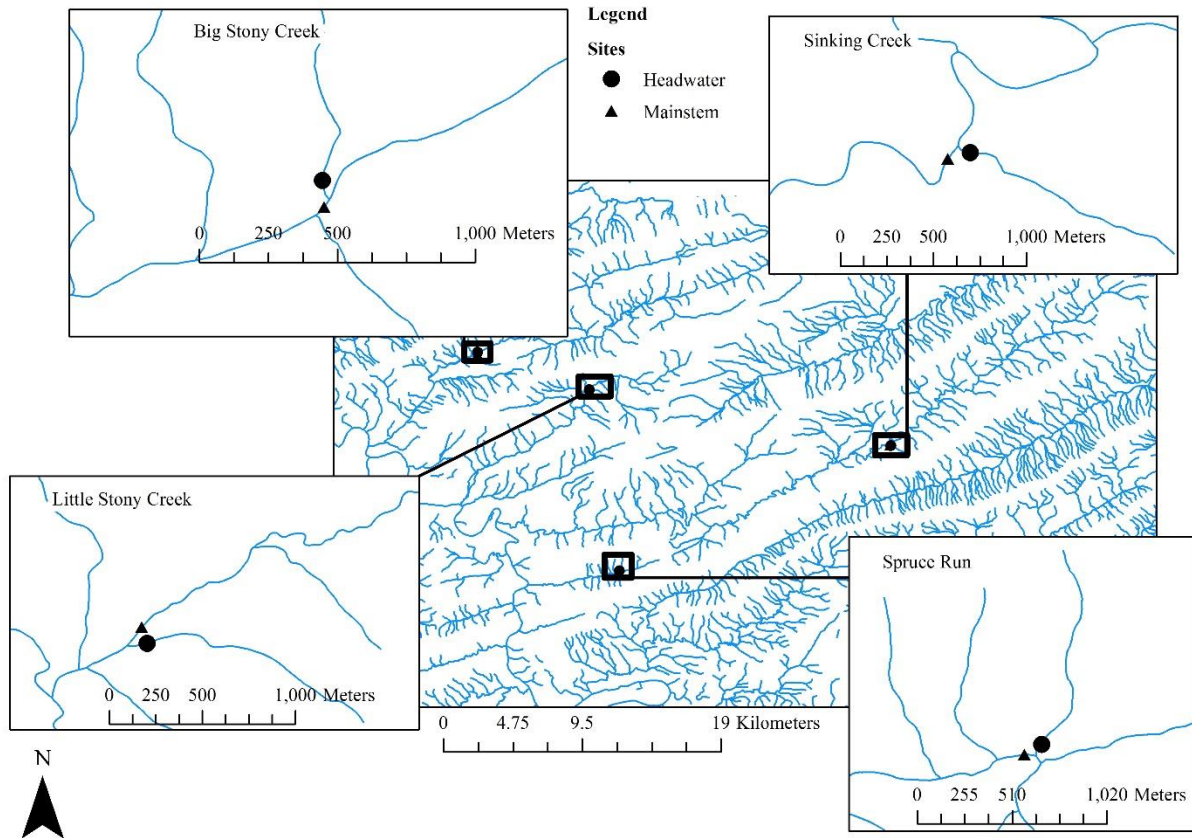 Legend
Sites
Headwater
Mainstem
Big Stony Creek
0 250 500 1,000 Meters
Sinking Creek
0 250 500 1,000 Meters
Little Stony Creek
0 250 500 1,000 Meters
Spruce Run
0 255 510 1,020 Meters
0 4.75 9.5 19 Kilometers
N